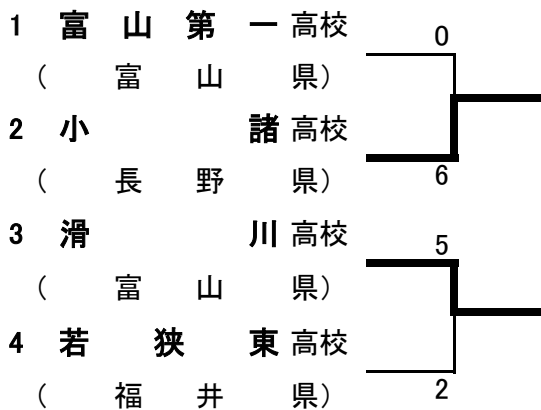 1 富山第一高校 0
(富山県)
2 小諸高校
(長野県) 6
3 滑川高校 5
(富山県)
4 若狭東高校
(福井県) 2